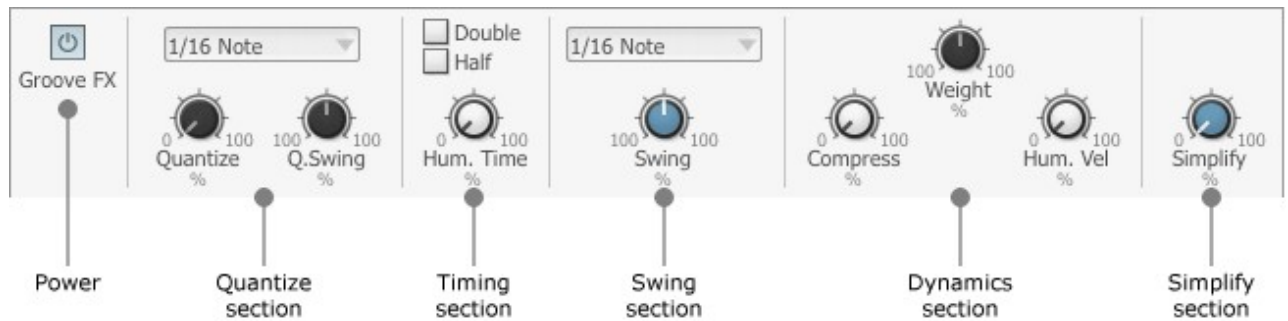 Groove FX
1/16 Note
0 100
Quantize
%
100 100
Q.Swing
%
Double
Half
0 100
Hum. Time
%
1/16 Note
100 100
Swing
%
0 100
Compress
%
100 100
Weight
%
0 100
Hum. Vel
%
0 100
Simplify
%
Power
Quantize
section
Timing
section
Swing
section
Dynamics
section
Simplify
section